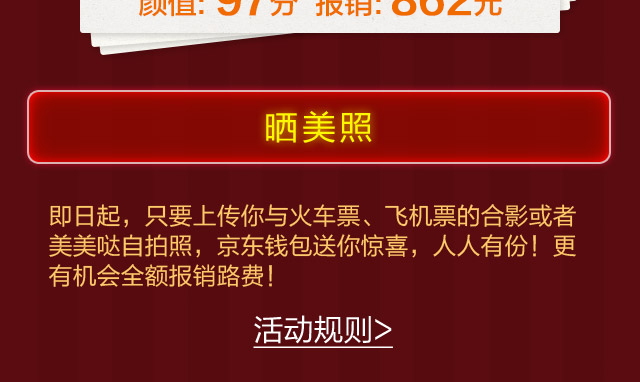 颜值: 97分 报销: 862元
晒美照
即日起，只要上传你与火车票、飞机票的合影或者
美美哒自拍照，京东钱包送你惊喜，人人有份！更
有机会全额报销路费！
活动规则>